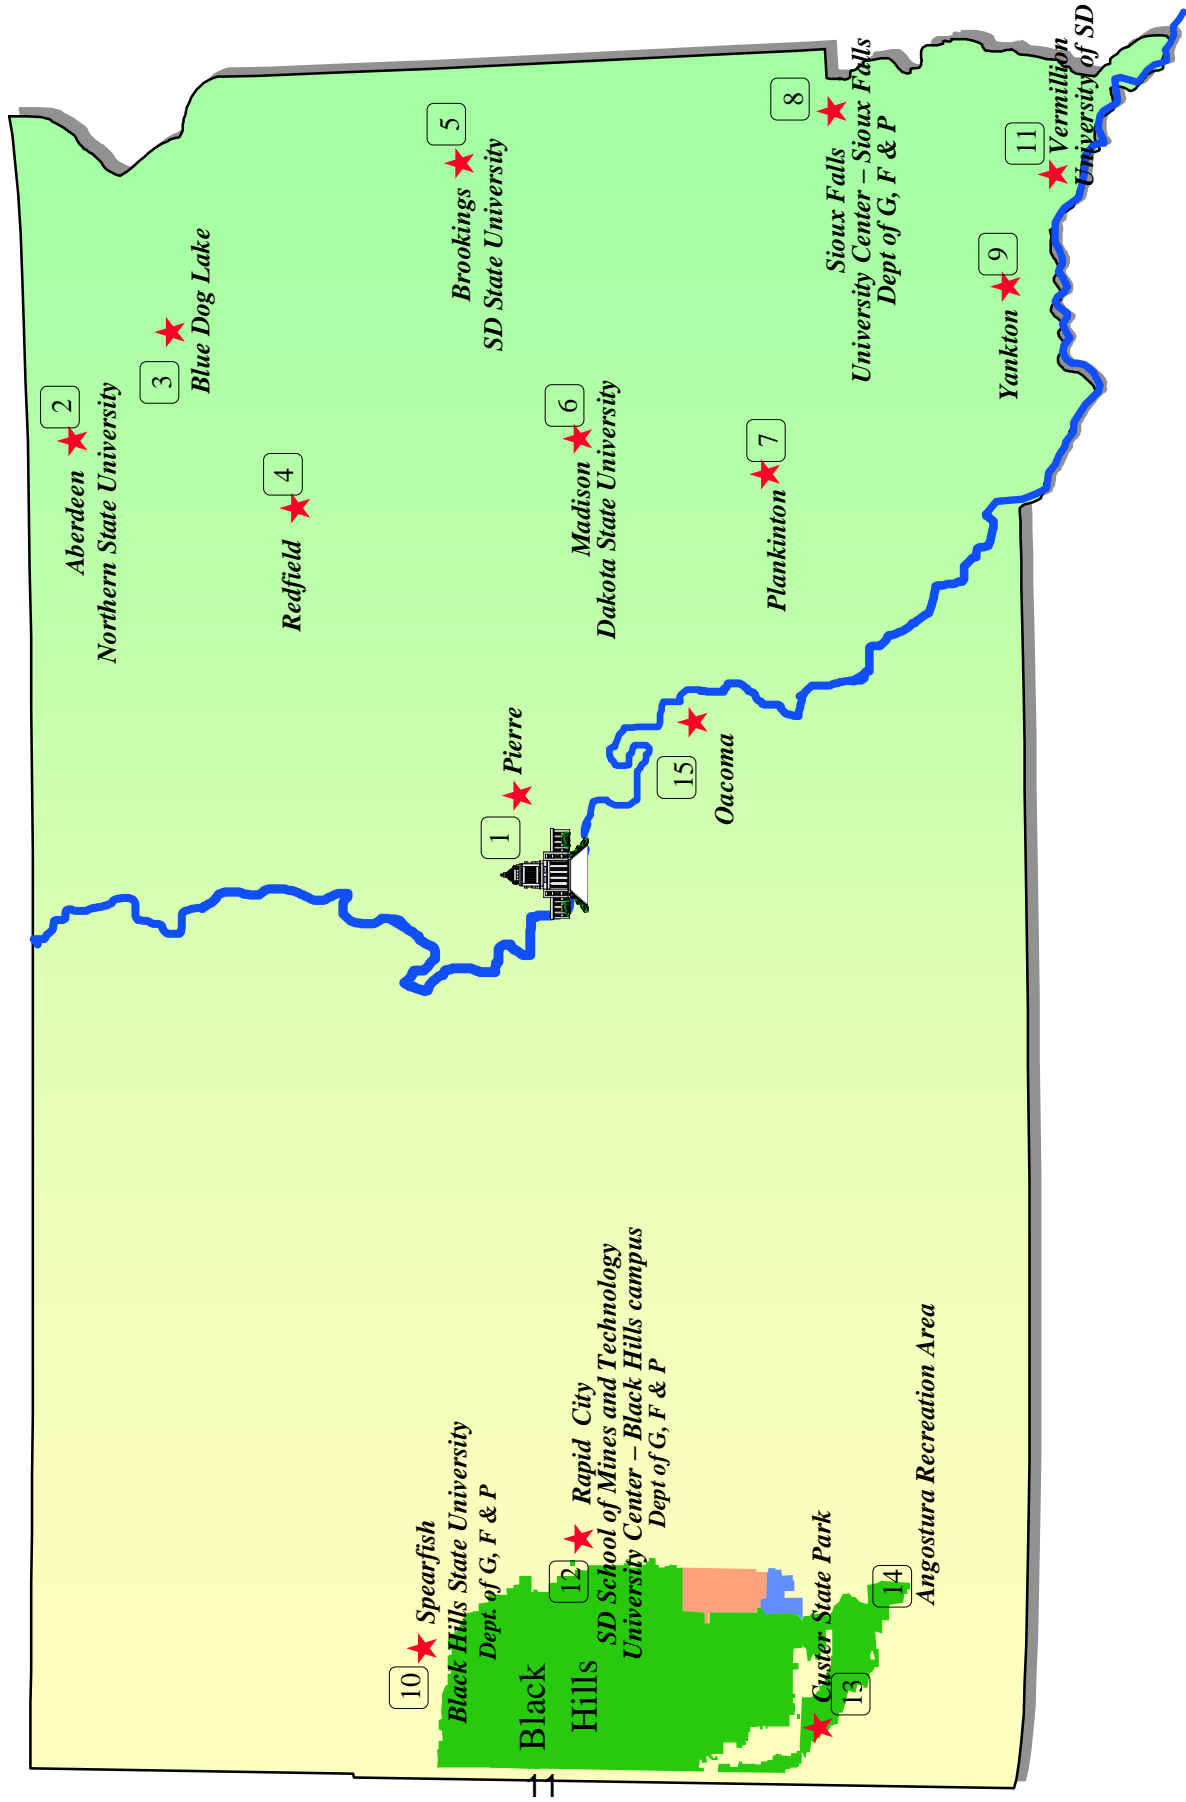 2
Aberdeen
Northern State University
3
Blue Dog Lake
4
Redfield
5
Brookings
SD State University
1
Pierre
6
Madison
Dakota State University
15
Oacoma
7
Plankinton
8
Sioux Falls
University Center – Sioux Falls
Dept of G, F & P
9
Yankton
11
Vermillion
University of SD
10
Spearfish
Black Hills State University
Dept. of G, F & P
Black
Hills
12
Rapid City
SD School of Mines and Technology
University Center – Black Hills campus
Dept of G, F & P
Custer State Park
13
14
Angostura Recreation Area
11